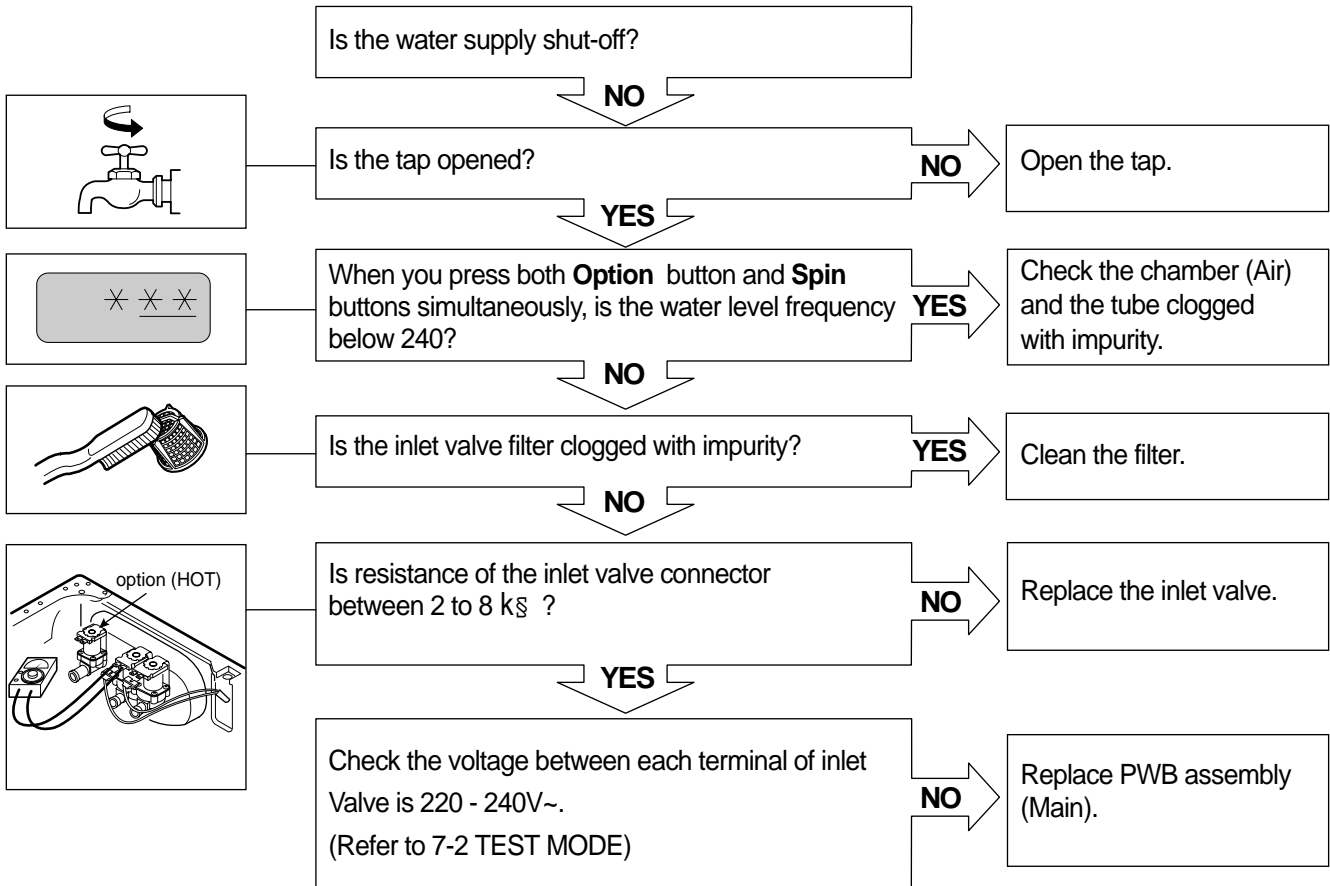 Is the water supply shut-off?
NO
Is the tap opened?
NO
Open the tap.
YES
When you press both Option button and Spin
buttons simultaneously, is the water level frequency
below 240?
YES
Check the chamber (Air)
and the tube clogged
with impurity.
NO
Is the inlet valve filter clogged with impurity?
YES
Clean the filter.
NO
option (HOT)
Is resistance of the inlet valve connector
between 2 to 8 k§ ?
NO
Replace the inlet valve.
YES
Check the voltage between each terminal of inlet
Valve is 220 - 240V~.
(Refer to 7-2 TEST MODE)
NO
Replace PWB assembly
(Main).